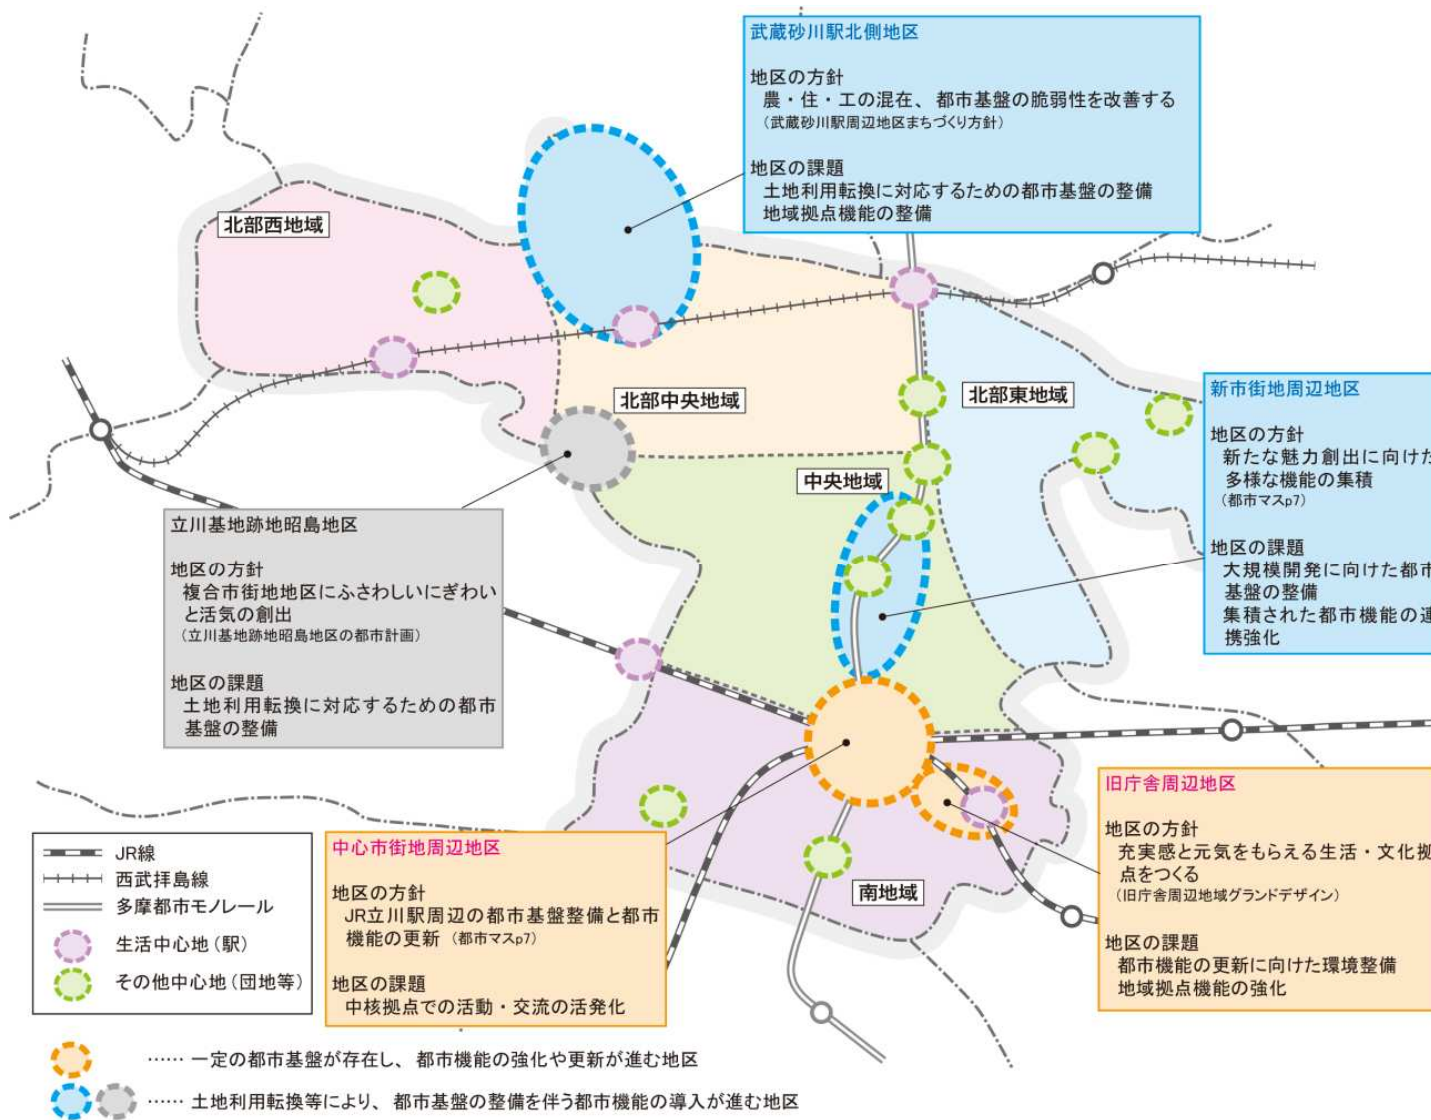 武蔵砂川駅北側地区
地区の方針
農・住・工の混在、都市基盤の脆弱性を改善する
(武蔵砂川駅周辺地区まちづくり方針)
地区の課題
土地利用転換に対応するための都市基盤の整備
地域拠点機能の整備
北部西地域
北部中央地域
北部東地域
中央地域
南地域
新市街地周辺地区
地区の方針
新たな魅力創出に向けた
多様な機能の集積
(都市マスp7)
地区の課題
大規模開発に向けた都市
基盤の整備
集積された都市機能の連
携強化
立川基地跡地昭島地区
地区の方針
複合市街地地区にふさわしいにぎわい
と活気の創出
(立川基地跡地昭島地区の都市計画)
地区の課題
土地利用転換に対応するための都市
基盤の整備
旧庁舎周辺地区
地区の方針
充実感と元気をもらえる生活・文化拠
点をつくる
(旧庁舎周辺地域グランドデザイン)
地区の課題
都市機能の更新に向けた環境整備
地域拠点機能の強化
中心市街地周辺地区
地区の方針
JR立川駅周辺の都市基盤整備と都市
機能の更新 (都市マスp7)
地区の課題
中核拠点での活動・交流の活発化
JR線
西武拝島線
多摩都市モノレール
生活中心地(駅)
その他中心地(団地等)
…… 一定の都市基盤が存在し、都市機能の強化や更新が進む地区
…… 土地利用転換等により、都市基盤の整備を伴う都市機能の導入が進む地区